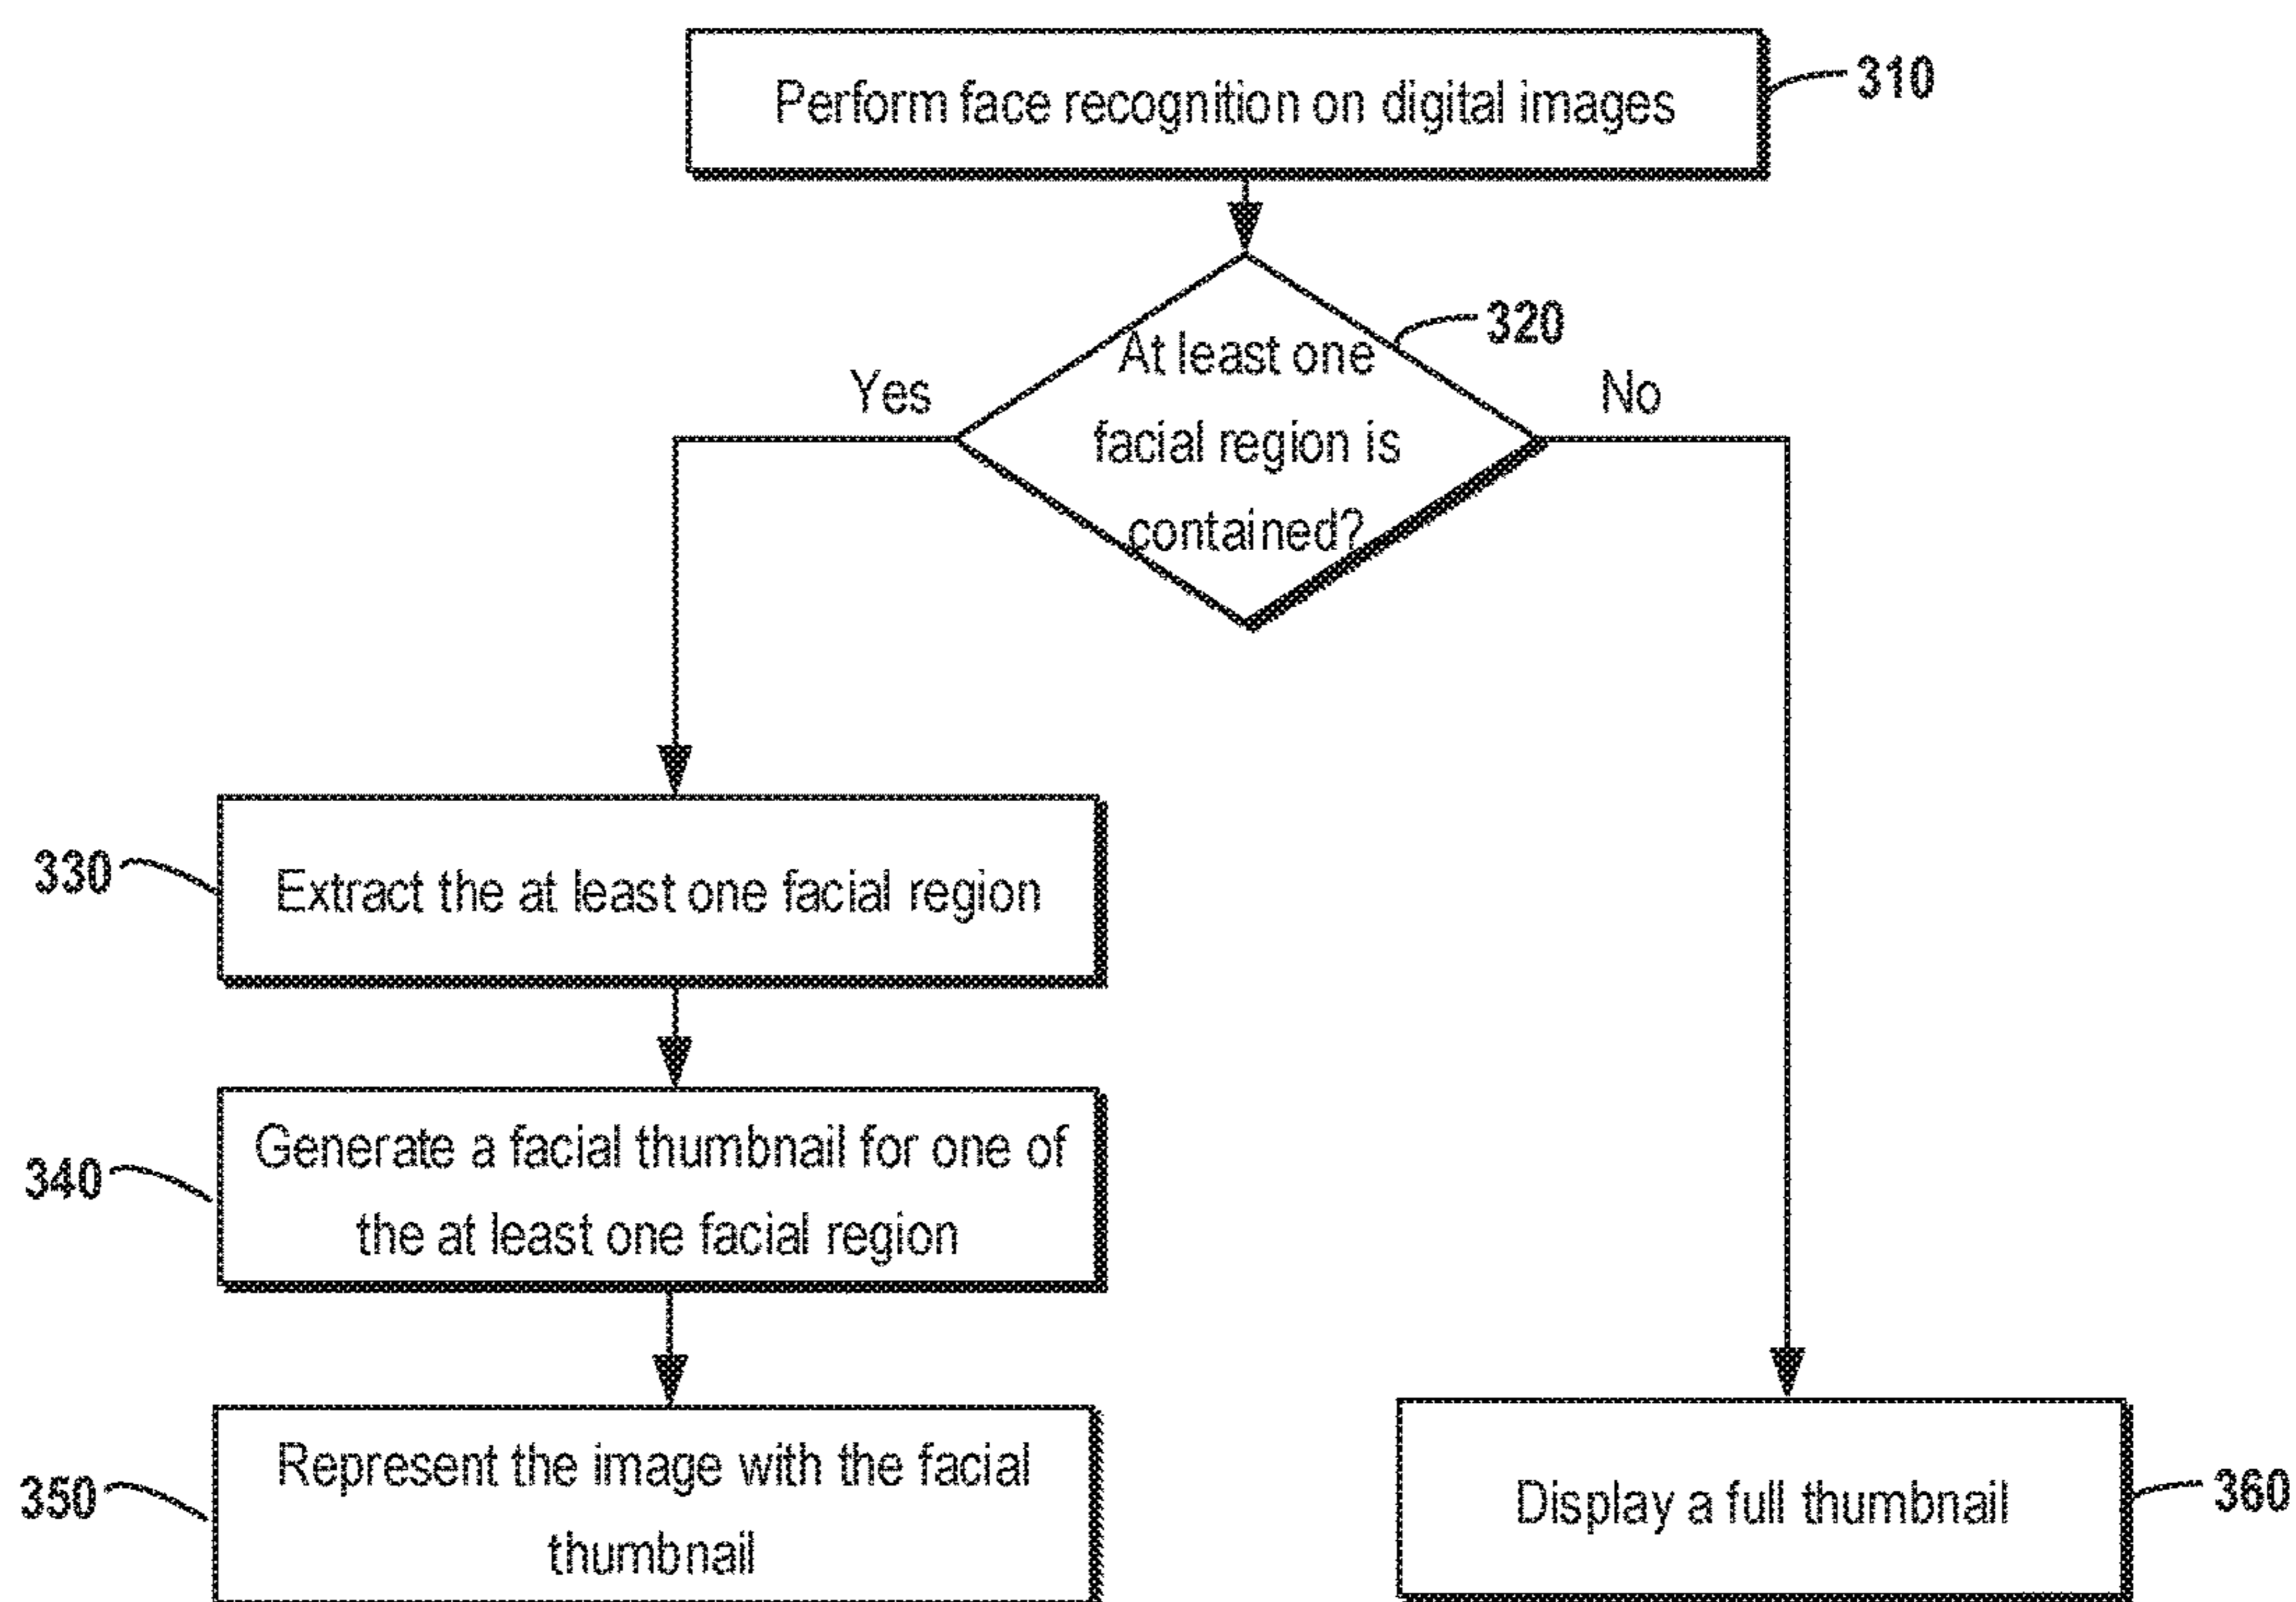 Perform face recognition on digital images
310
320
At least one
facial region is
contained?
Yes
No
330
Extract the at least one facial region
340
Generate a facial thumbnail for one of
the at least one facial region
350
Represent the image with the facial
thumbnail
Display a full thumbnail
360